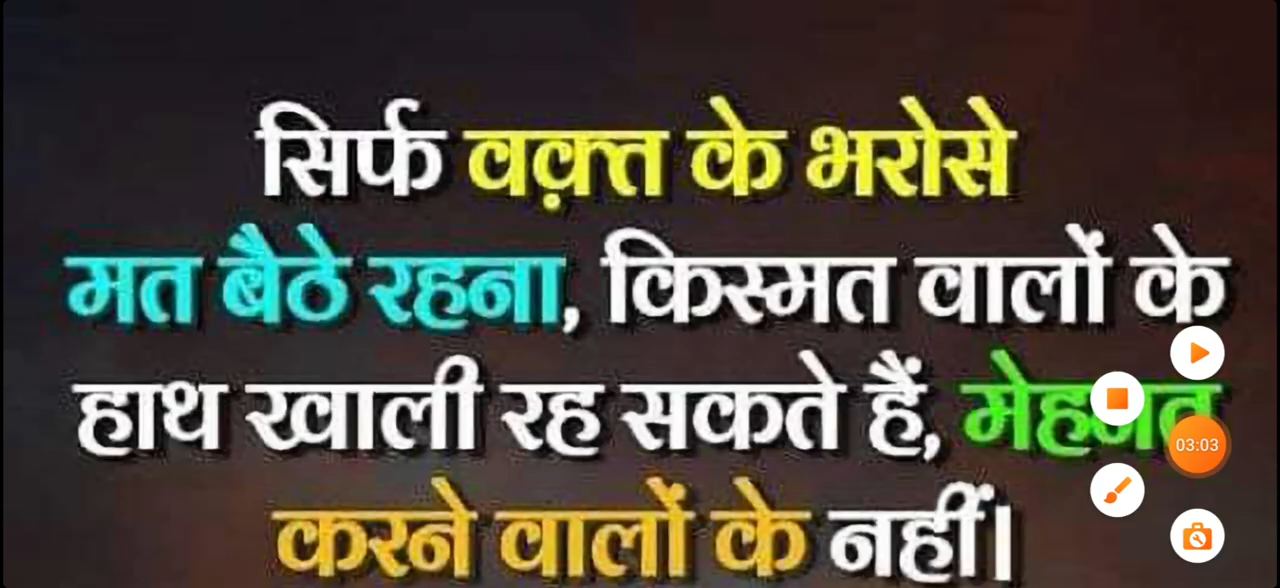 सिर्फ वक़्त के भरोसे
मत बैठे रहना, किस्मत वालों के
हाथ खाली रह सकते हैं, मेहनत
करने वालों के नहीं।
03:03